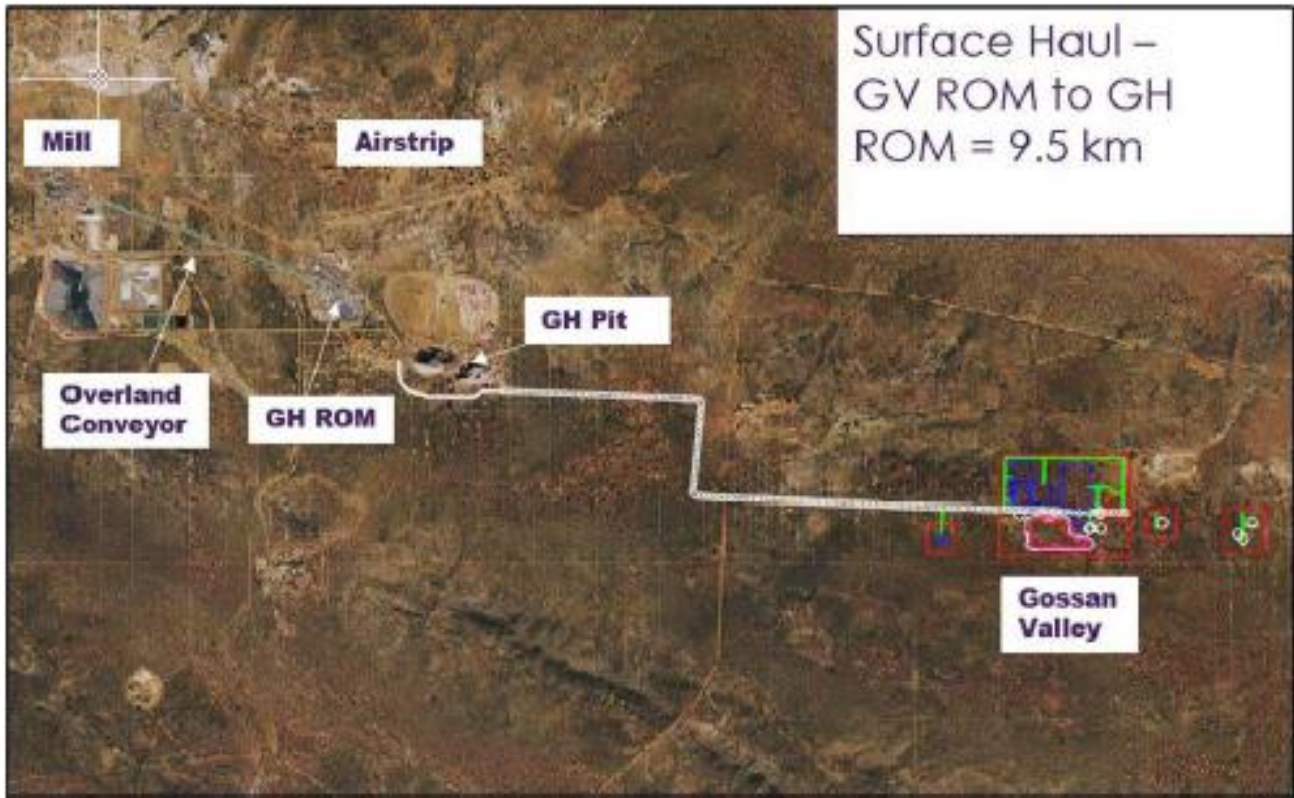 Surface Haul –
GV ROM to GH
ROM = 9.5 km
Mill
Airstrip
GH Pit
Overland
Conveyor
GH ROM
Gossan
Valley